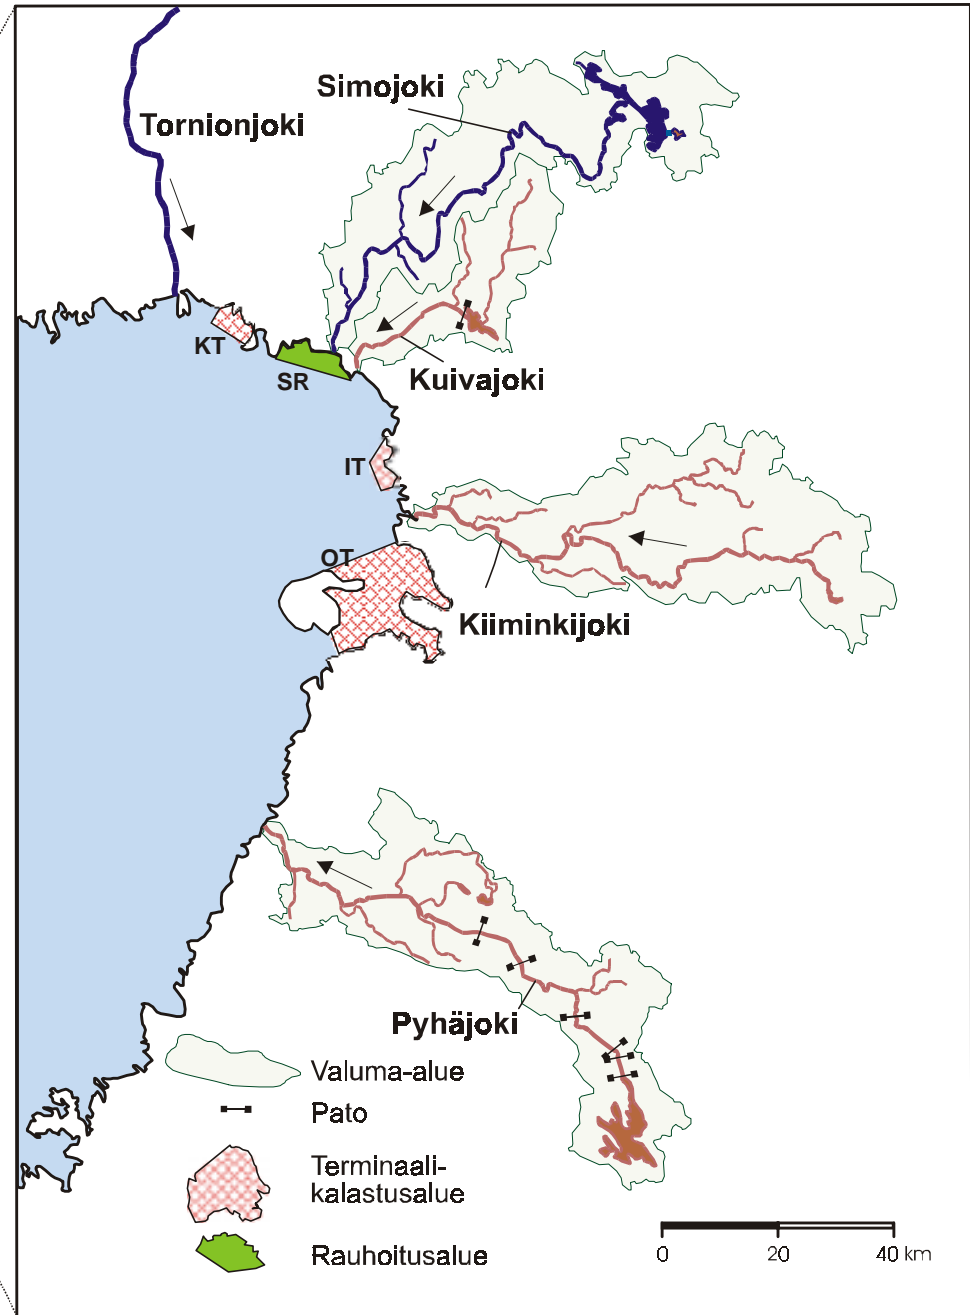 Simojoki
Tornionjoki
KT
SR
Kuivajoki
IT
OT
Kiiminkijoki
Pyhäjoki
Valuma-alue
Pato
Terminaali-
kalastusalue
Rauhoitusalue
0 20 40 km